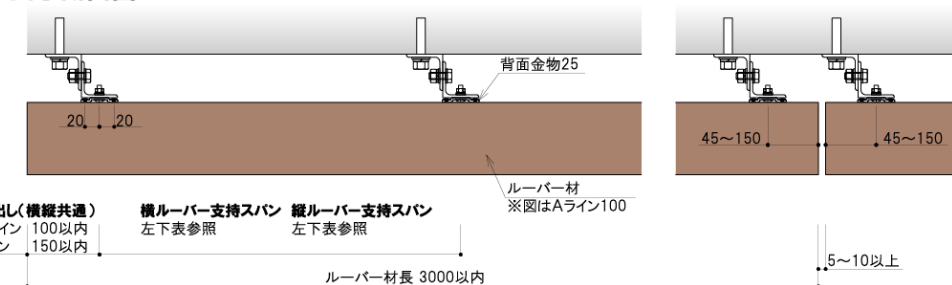 背面金物25
20 20
45～150 45～150
ルーバー材
※図はAライン100
出し(横縦共通) 横ルーバー支持スパン 縦ルーバー支持スパン
イン 100以内 左下表参照 左下表参照
ン 150以内
5～10以上
ルーバー材長 3000以内